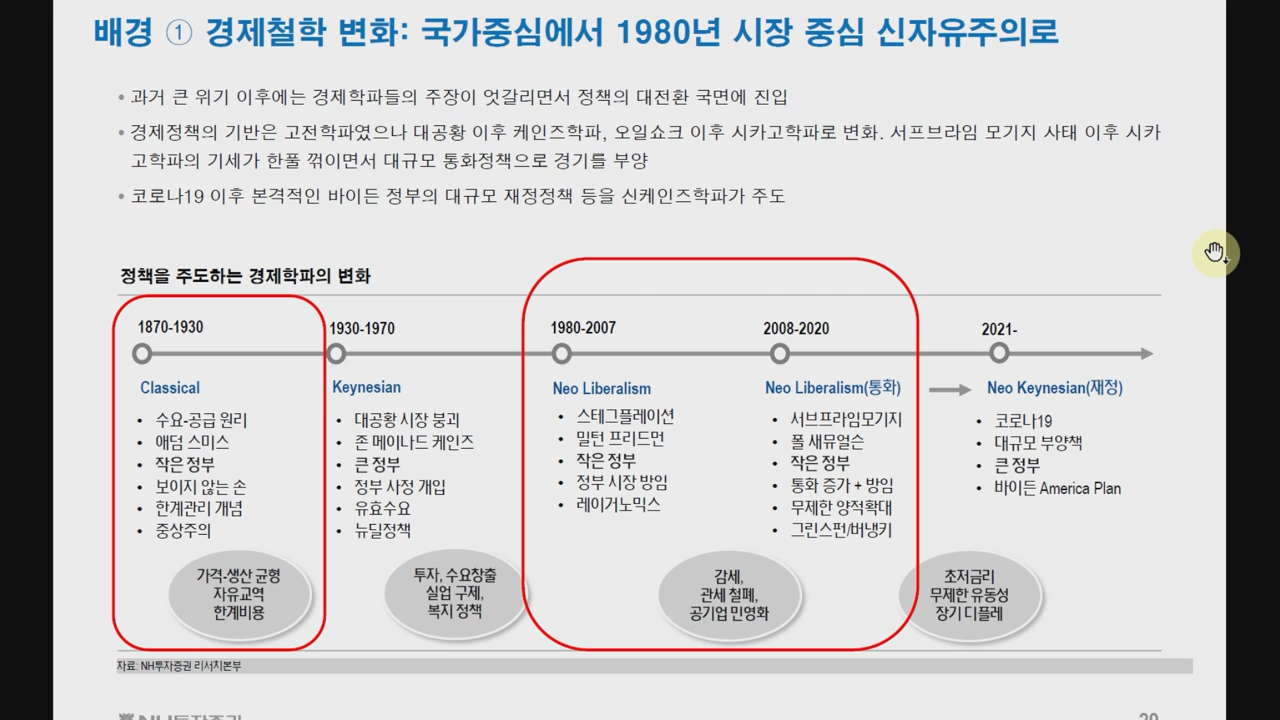 배경 ① 경제철학 변화: 국가중심에서 1980년 시장 중심 신자유주의로
• 과거 큰 위기 이후에는 경제학파들의 주장이 엇갈리면서 정책의 대전환 국면에 진입
• 경제정책의 기반은 고전학파였으나 대공황 이후 케인즈학파, 오일쇼크 이후 시카고학파로 변화. 서프브라임 모기지 사태 이후 시카
고학파의 기세가 한풀 꺾이면서 대규모 통화정책으로 경기를 부양
• 코로나19 이후 본격적인 바이든 정부의 대규모 재정정책 등을 신케인즈학파가 주도
정책을 주도하는 경제학파의 변화
1870-1930
Classical
• 수요-공급 원리
• 애덤 스미스
• 작은 정부
• 보이지 않는 손
• 한계관리 개념
• 중상주의
가격-생산 균형
자유교역
한계비용
1930-1970
Keynesian
• 대공황 시장 붕괴
• 존 메이나드 케인즈
• 큰 정부
• 정부 사정 개입
• 유효수요
• 뉴딜정책
투자, 수요창출
실업 구제,
복지 정책
1980-2007
Neo Liberalism
• 스테그플레이션
• 밀턴 프리드먼
• 작은 정부
• 정부 시장 방임
• 레이거노믹스
2008-2020
Neo Liberalism(통화)
• 서브프라임모기지
• 폴 새뮤얼슨
• 작은 정부
• 통화 증가 + 방임
• 무제한 양적확대
• 그린스펀/버냉키
감세,
관세 철폐,
공기업 민영화
2021-
Neo Keynesian(재정)
• 코로나19
• 대규모 부양책
• 큰 정부
• 바이든 America Plan
초저금리
무제한 유동성
장기 디플레
자료: NH투자증권 리서치본부
NH투자증권
29